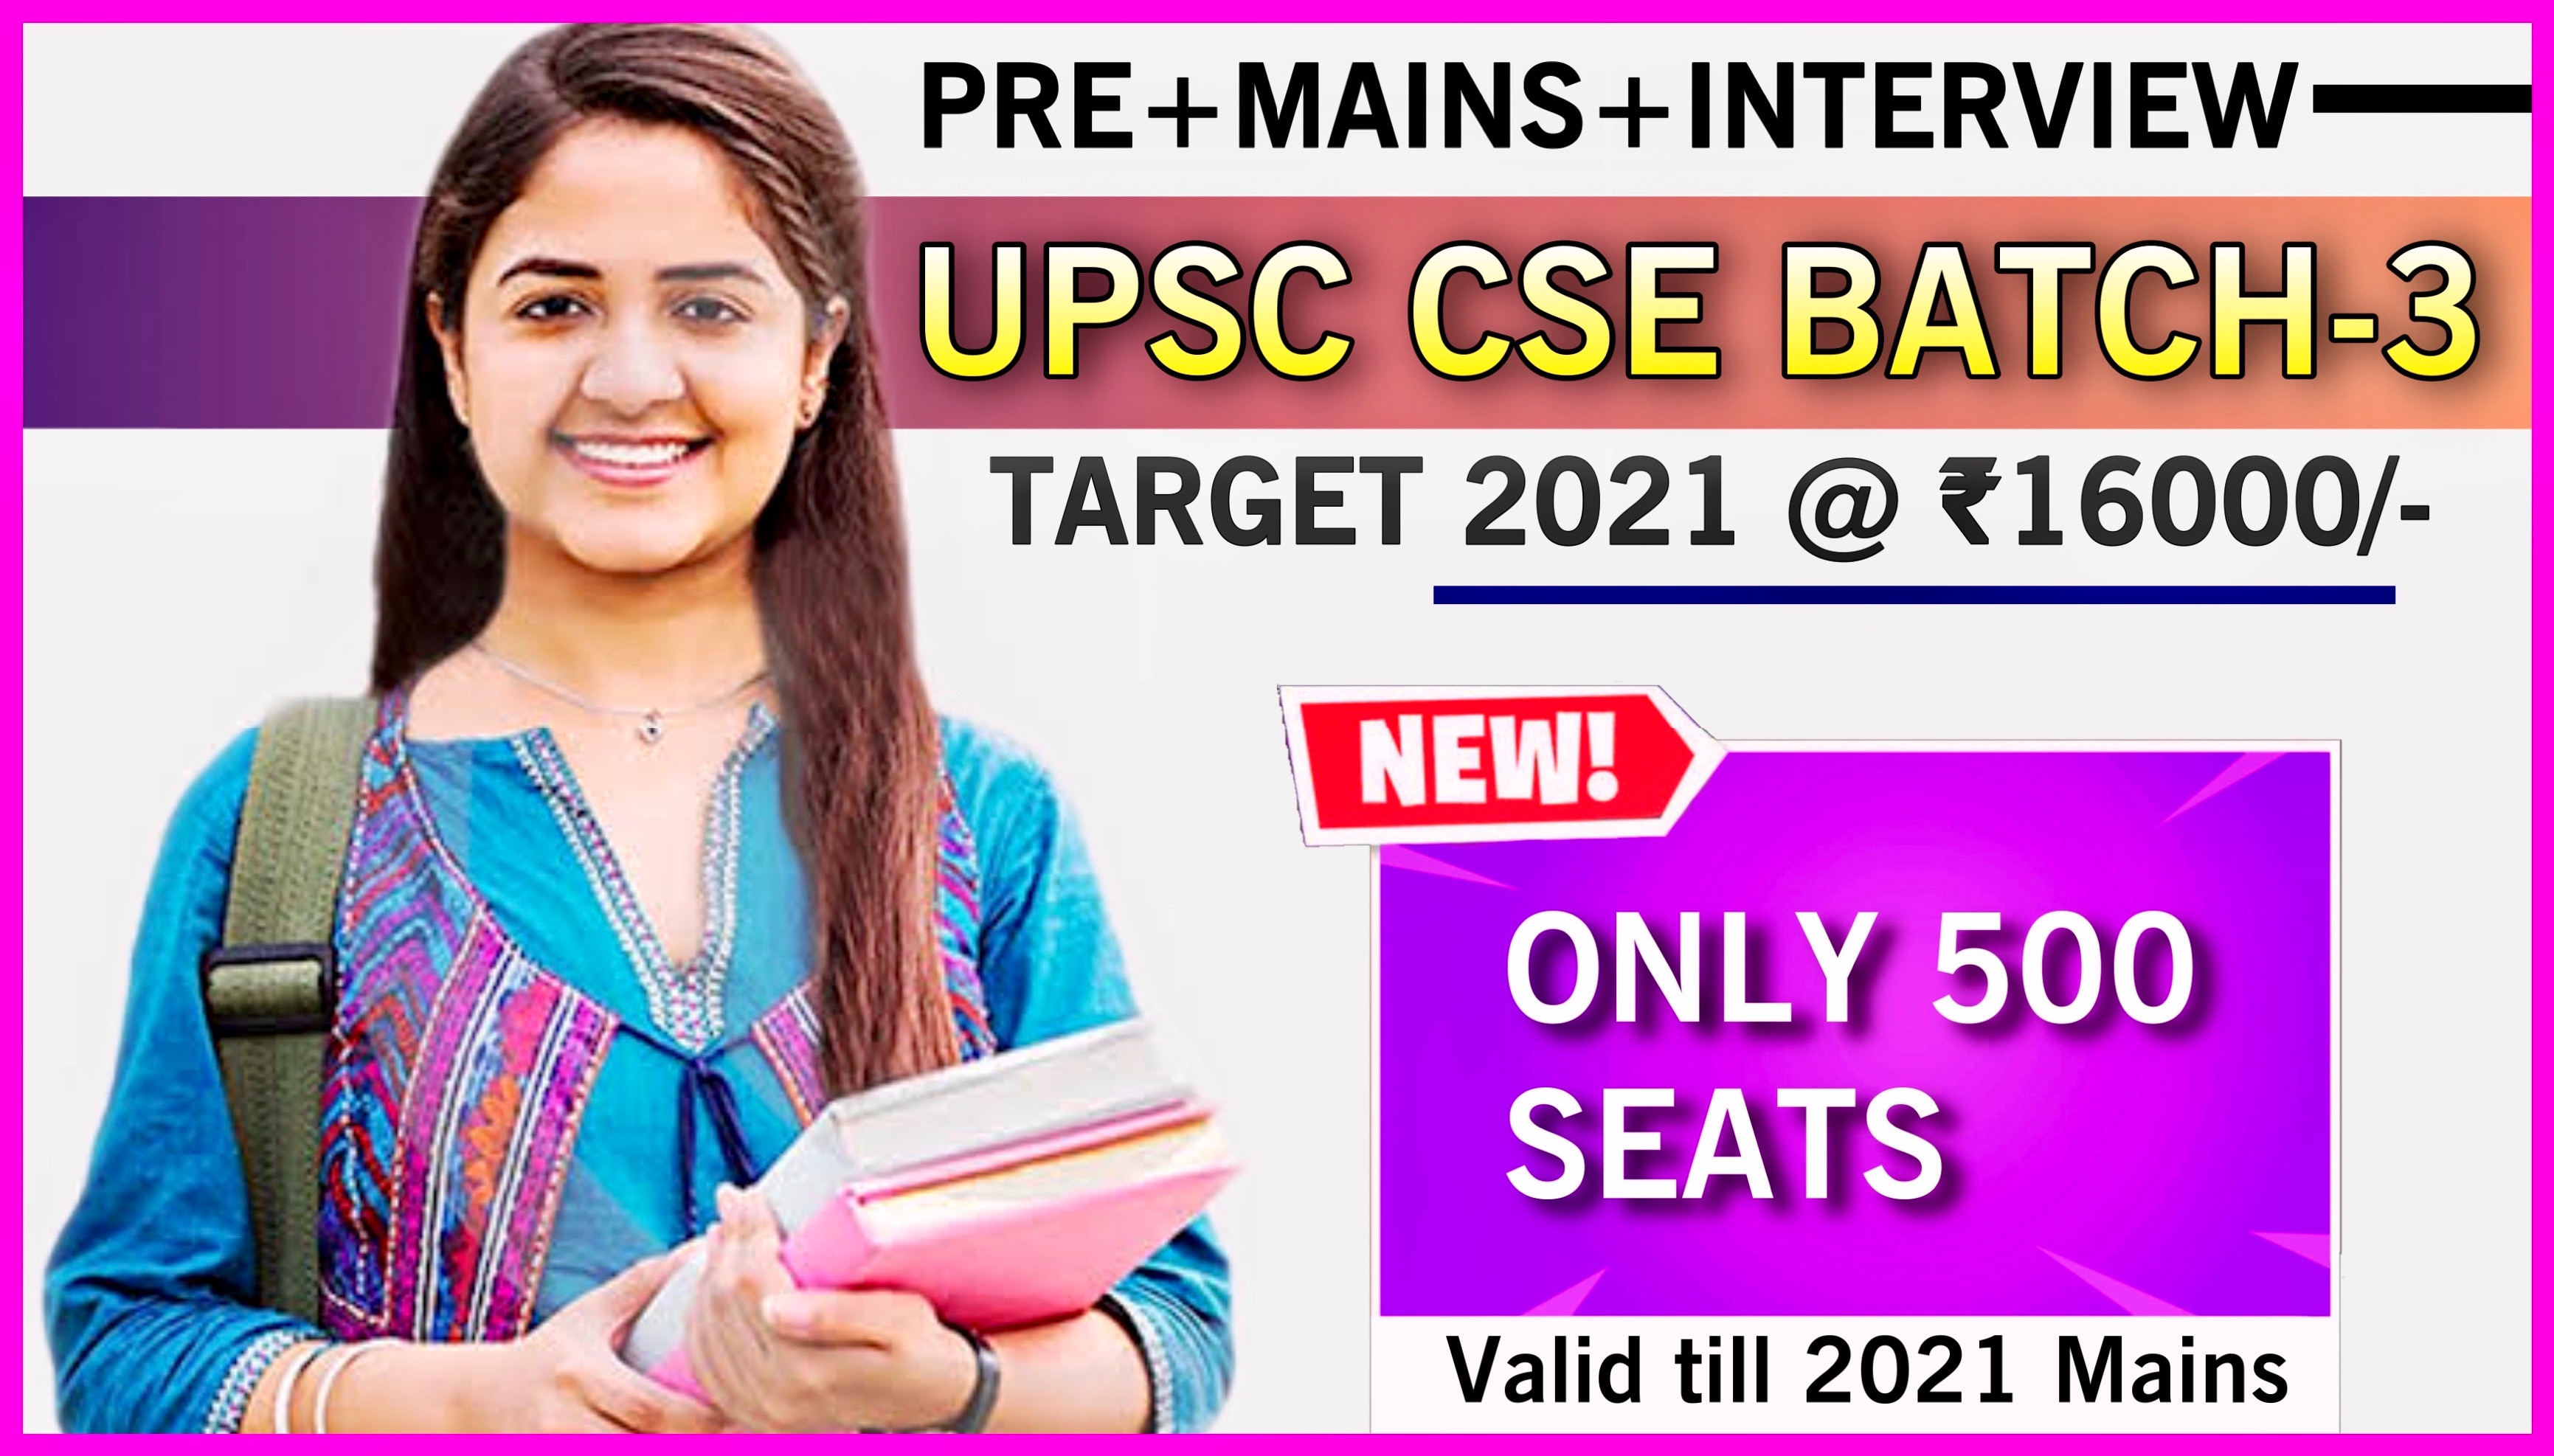 PRE+MAINS+INTERVIEW
UPSC CSE BATCH-3
TARGET 2021 @ ₹16000/-
NEW!
ONLY 500
SEATS
Valid till 2021 Mains